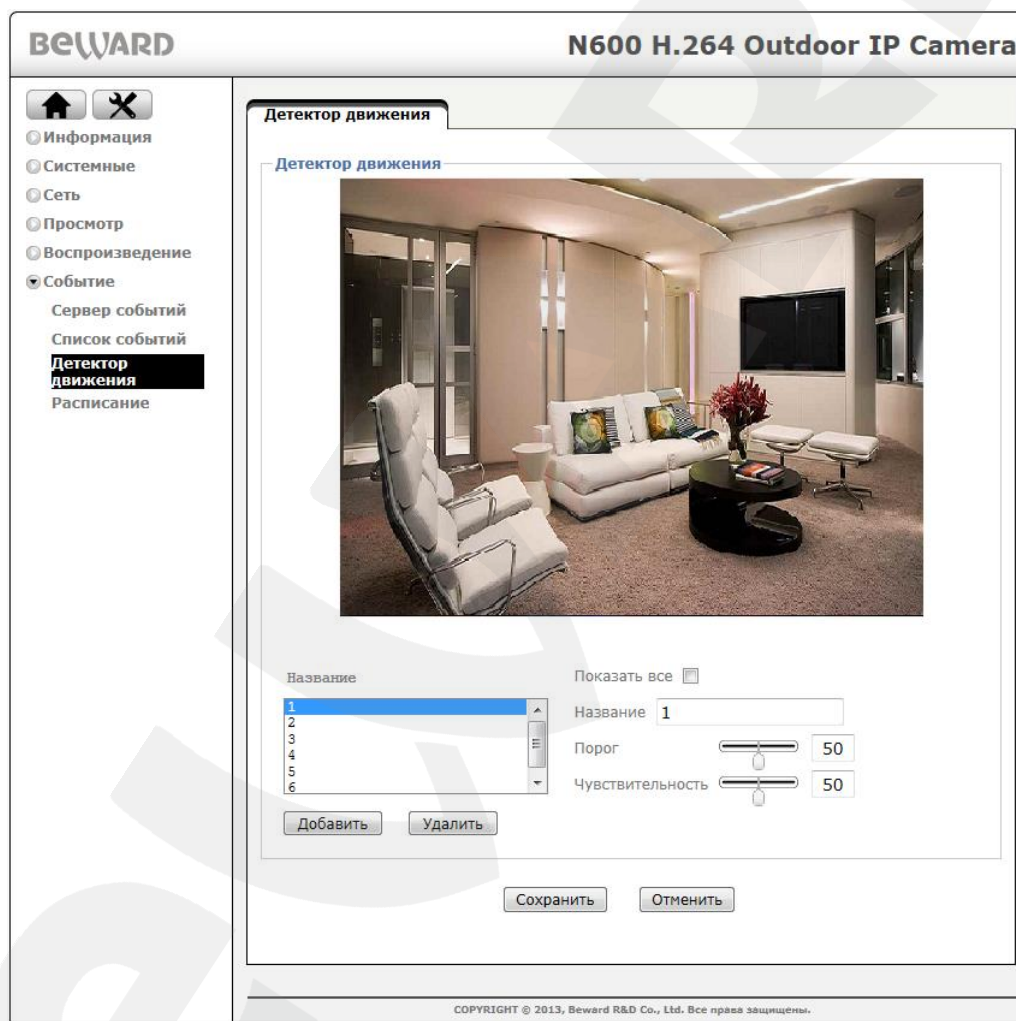 BEWARD
N600 H.264 Outdoor IP Camera
Информация
Системные
Сеть
Просмотр
Воспроизведение
Событие
Сервер событий
Список событий
Детектор
движения
Расписание
Детектор движения
Детектор движения
Название
1
2
3
4
5
6
Добавить Удалить
Показать все
Название 1
Порог 50
Чувствительность 50
Сохранить Отменить
COPYRIGHT © 2013, Beward R&D Co., Ltd. Все права защищены.